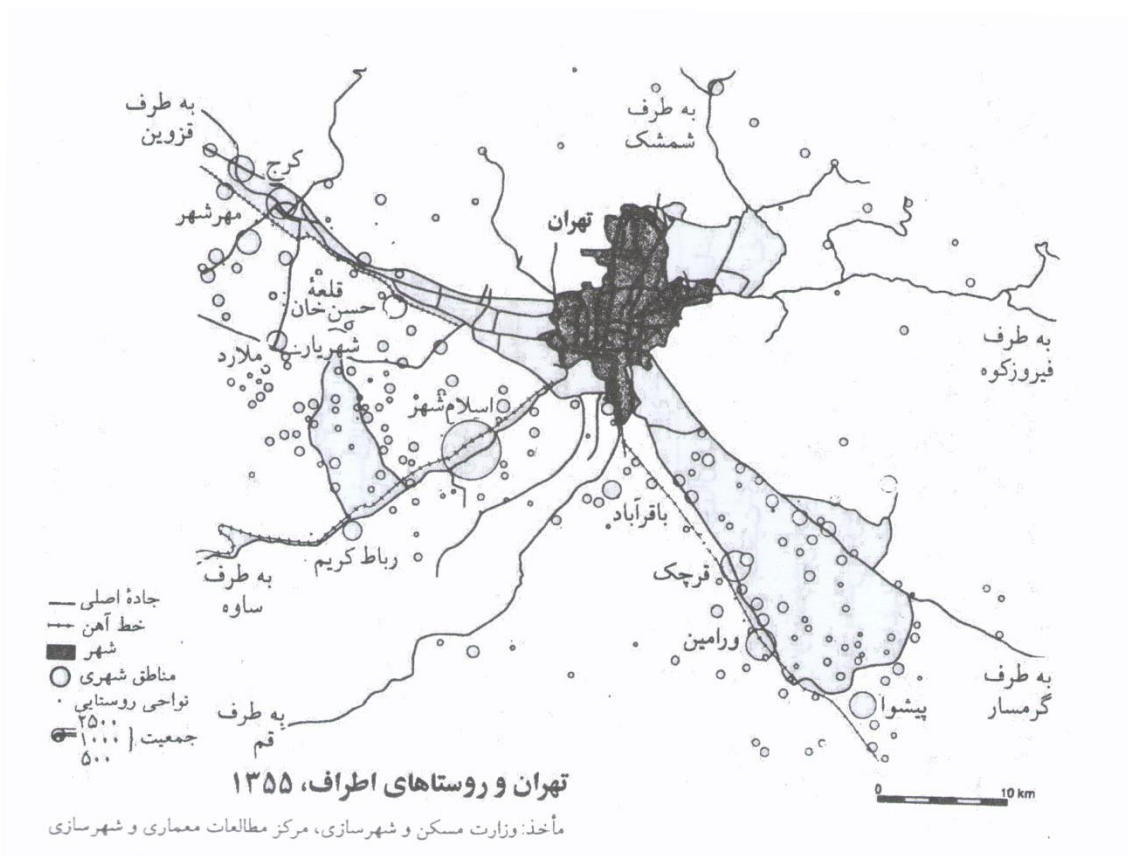 به طرف
قزوین
کرج
مهرشهر
به طرف
شمشک
تهران
قلعهٔ
حسن‌خان
شهریار
ملارد
به طرف
فیروزکوه
اسلام‌شهر
باقرآباد
رباط کریم
به طرف
ساوه
قرچک
ورامین
به طرف
گرمسار
پیشوا
به طرف
قم
جادهٔ اصلی
خط آهن
شهر
مناطق شهری
نواحی روستایی
۲۵۰۰
۱۰۰۰
۵۰۰
جمعیت
0 10 km
تهران و روستاهای اطراف، ۱۳۵۵
مأخذ: وزارت مسکن و شهرسازی، مرکز مطالعات معماری و شهرسازی